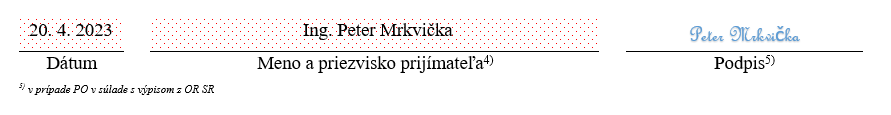 20. 4. 2023 Ing. Peter Mrkvička Peter Mrkvička
Dátum Meno a priezvisko prijímateľa4) Podpis5)
5) v prípade PO v súlade s výpisom z OR SR